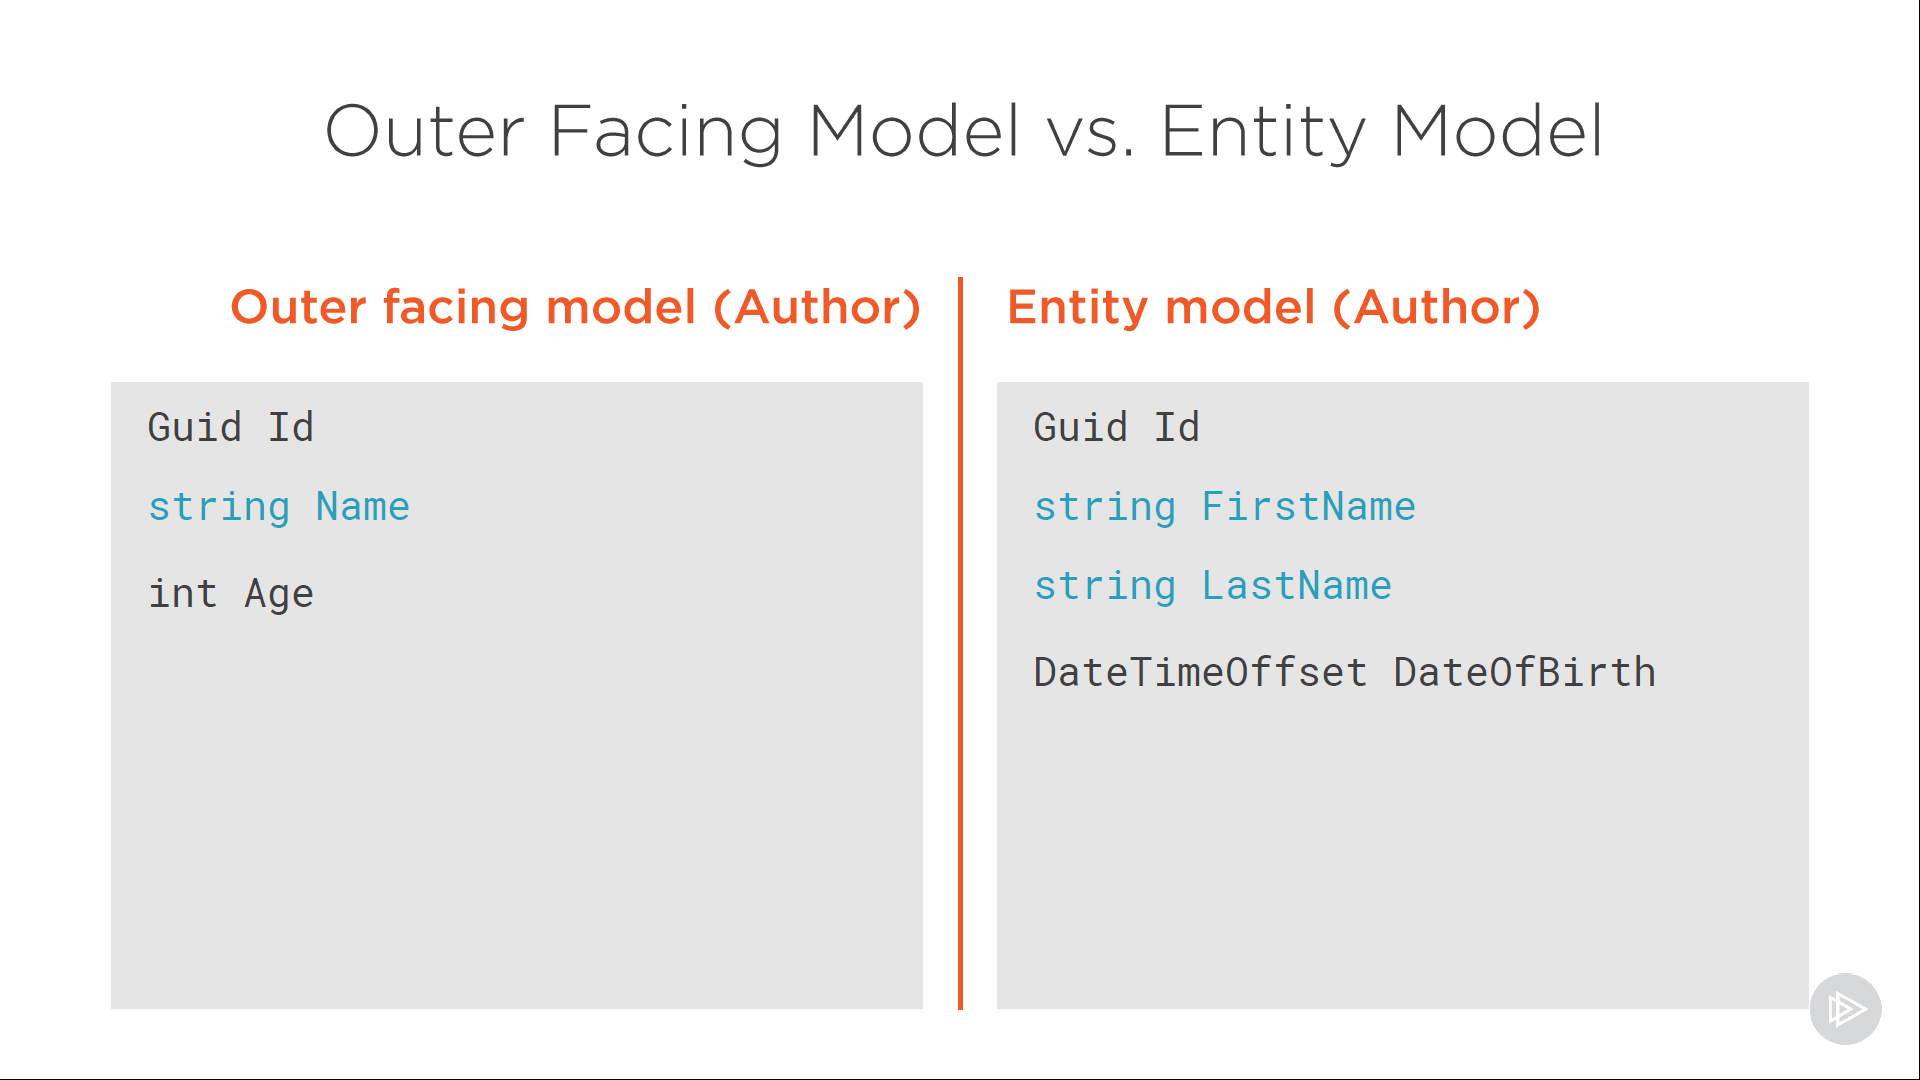 Outer Facing Model vs. Entity Model
Outer facing model (Author)
Guid Id
string Name
int Age
Entity model (Author)
Guid Id
string FirstName
string LastName
DateTimeOffset DateOfBirth